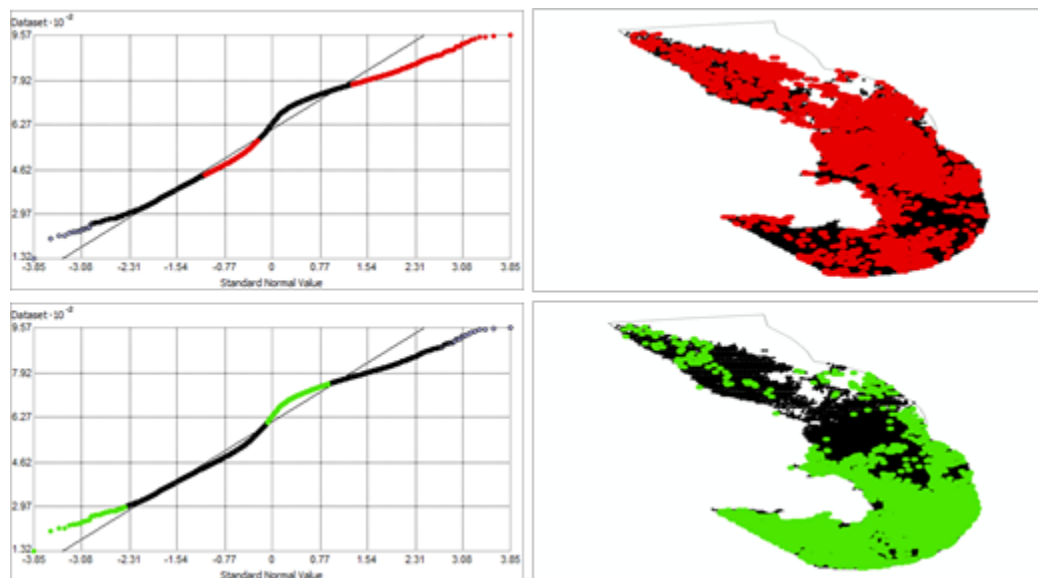 Dataset · 10⁻²
9.57
7.92
6.27
4.62
2.97
1.32
-3.85 -3.08 -2.31 -1.54 -0.77 0 0.77 1.54 2.31 3.08 3.85
Standard Normal Value
Dataset · 10⁻²
9.57
7.92
6.27
4.62
2.97
1.32
-3.85 -3.08 -2.31 -1.54 -0.77 0 0.77 1.54 2.31 3.08 3.85
Standard Normal Value